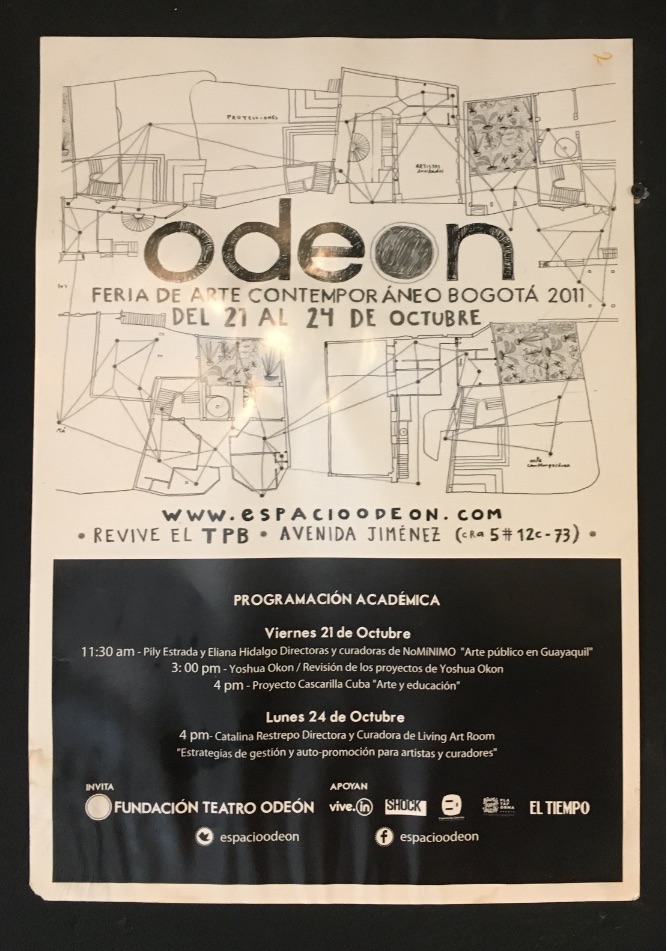 PROYECCIONES
ARTISTAS
invitados
odeon
FERIA DE ARTE CONTEMPORÁNEO BOGOTÁ 2011
DEL 21 AL 24 DE OCTUBRE
www.espacioodeon.com
• REVIVE EL TPB • AVENIDA JIMÉNEZ (cRa 5# 12c-73) •
PROGRAMACIÓN ACADÉMICA
Viernes 21 de Octubre
11:30 am - Pily Estrada y Eliana Hidalgo Directoras y curadoras de NoMíNIMO "Arte público en Guayaquil"
3: 00 pm - Yoshua Okon / Revisión de los proyectos de Yoshua Okon
4 pm - Proyecto Cascarilla Cuba "Arte y educación"
Lunes 24 de Octubre
4 pm- Catalina Restrepo Directora y Curadora de Living Art Room
"Estrategias de gestión y auto-promoción para artistas y curadores"
INVITA
FUNDACIÓN TEATRO ODEÓN
APOYAN
vive.in
SHOCK
EL TIEMPO
espacioodeon
espacioodeon